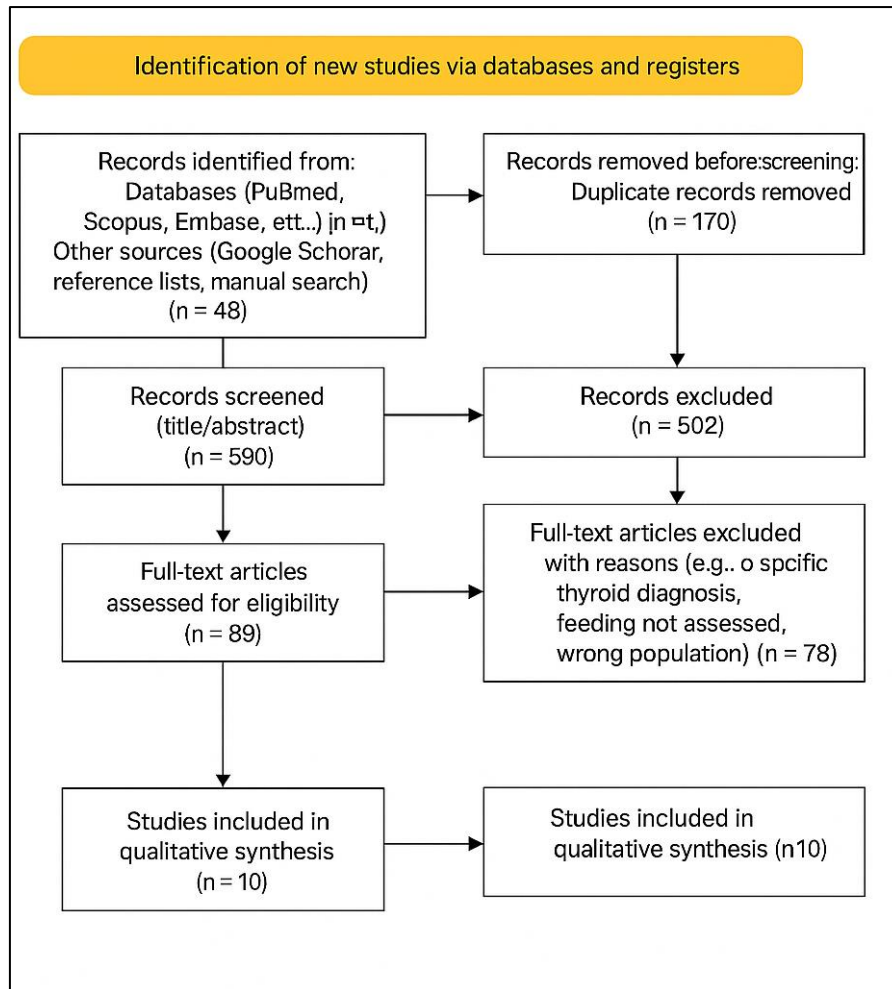 Identification of new studies via databases and registers
Records identified from:
Databases (PuBmed,
Scopus, Embase, ett...)
Other sources (Google Schorar,
reference lists, manual search)
(n = 48)
Records removed before:screening:
Duplicate records removed
(n = 170)
Records screened
(title/abstract)
(n = 590)
Records excluded
(n = 502)
Full-text articles
assessed for eligibility
(n = 89)
Full-text articles excluded
with reasons (e.g.. o spcific
thyroid diagnosis,
feeding not assessed,
wrong population) (n = 78)
Studies included in
qualitative synthesis
(n = 10)
Studies included in
qualitative synthesis (n10)